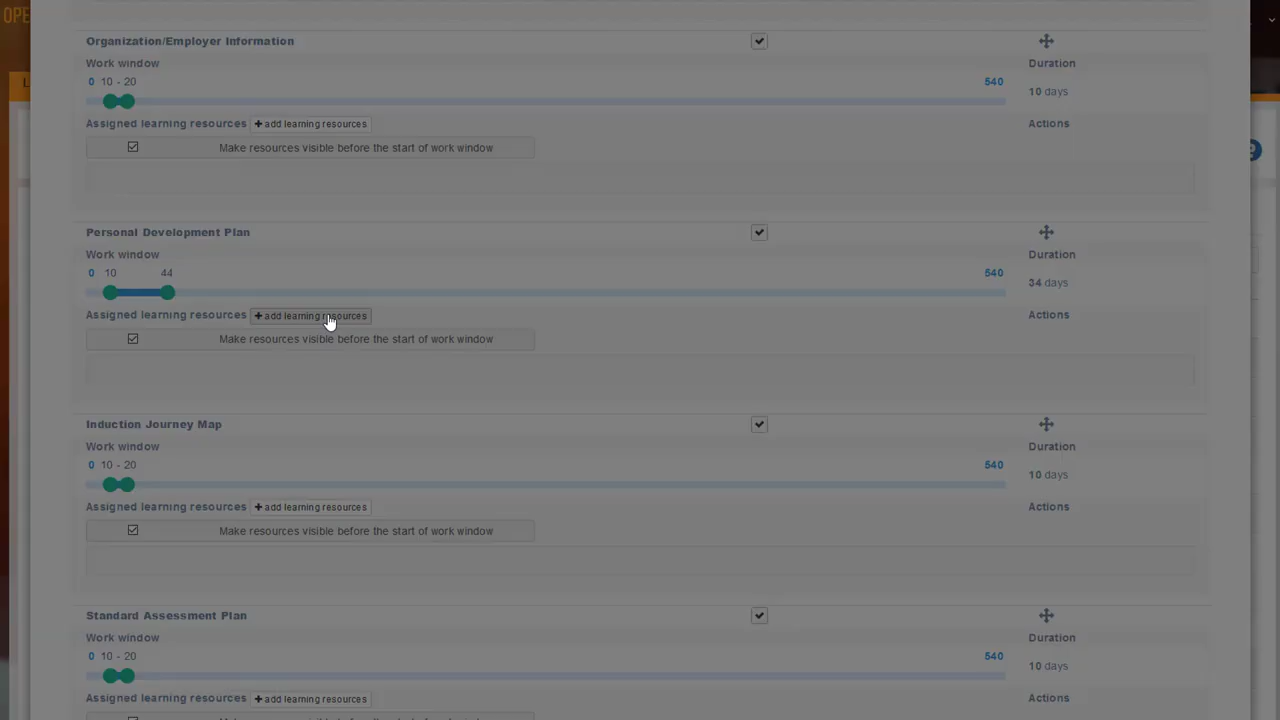 OPE
Organization/Employer Information
Work window
Duration
0 10 - 20 540
10 days
Assigned learning resources + add learning resources
Actions
Make resources visible before the start of work window
Personal Development Plan
Work window
Duration
0 10 44 540
34 days
Assigned learning resources + add learning resources
Actions
Make resources visible before the start of work window
Induction Journey Map
Work window
Duration
0 10 - 20 540
10 days
Assigned learning resources + add learning resources
Actions
Make resources visible before the start of work window
Standard Assessment Plan
Work window
Duration
0 10 - 20 540
10 days
Assigned learning resources + add learning resources
Actions